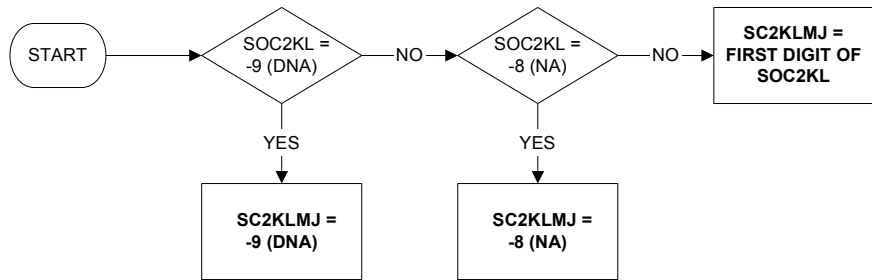 START
SOC2KL =
-9 (DNA)
NO
SOC2KL =
-8 (NA)
NO
SC2KLMJ =
FIRST DIGIT OF
SOC2KL
YES
YES
SC2KLMJ =
-9 (DNA)
SC2KLMJ =
-8 (NA)